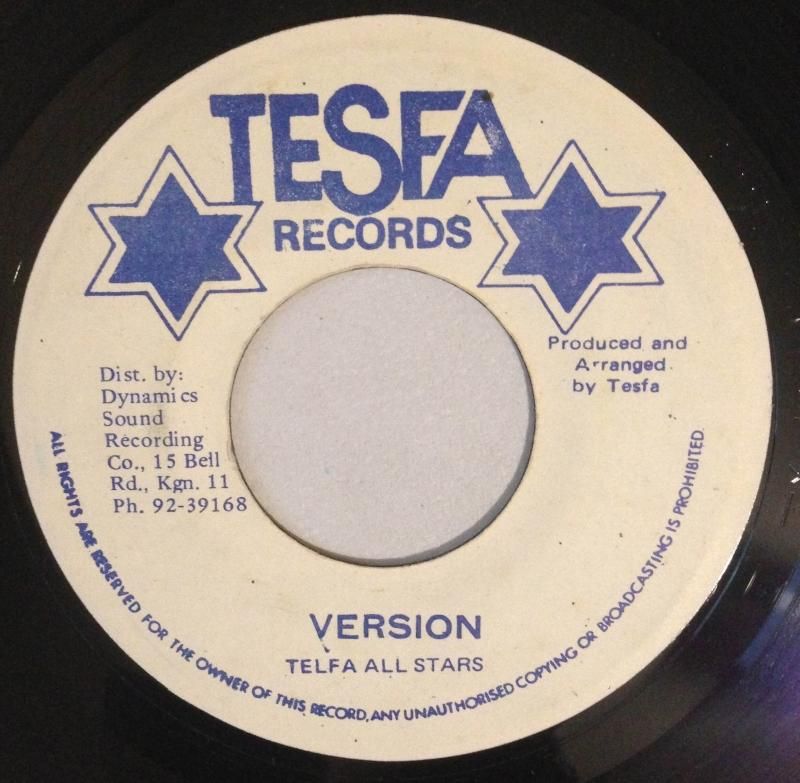 TESFA
RECORDS
Produced and
Arranged
by Tesfa
Dist. by:
Dynamics
Sound
Recording
Co., 15 Bell
Rd., Kgn. 11
Ph. 92-39168
VERSION
TELFA ALL STARS
ALL RIGHTS ARE RESERVED FOR THE OWNER OF THIS RECORD, ANY UNAUTHORISED COPYING OR BROADCASTING IS PROHIBITED.